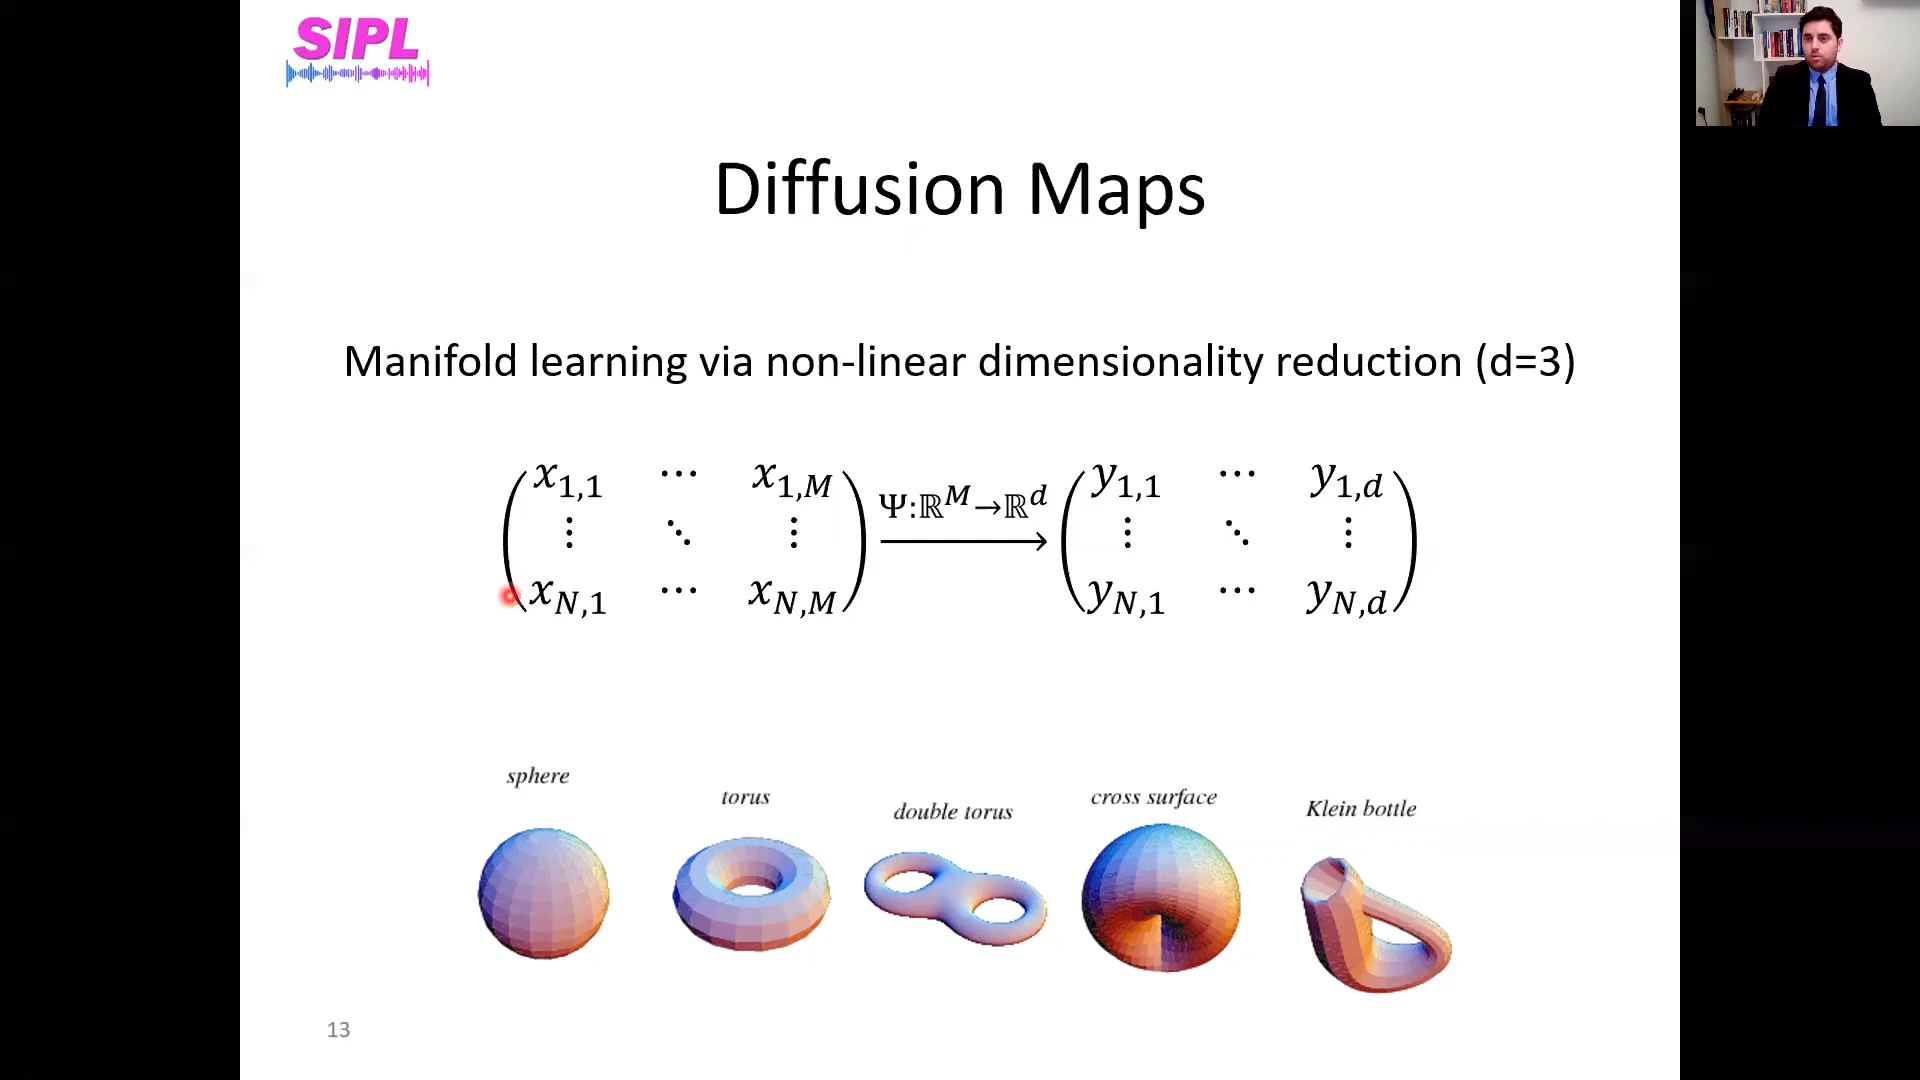 SIPL
Diffusion Maps
Manifold learning via non-linear dimensionality reduction (d=3)
x_{1,1} ⋯ x_{1,M}
⋮ ⋱ ⋮
x_{N,1} ⋯ x_{N,M}
Ψ:ℝ^M→ℝ^d
y_{1,1} ⋯ y_{1,d}
⋮ ⋱ ⋮
y_{N,1} ⋯ y_{N,d}
sphere
torus
double torus
cross surface
Klein bottle
13